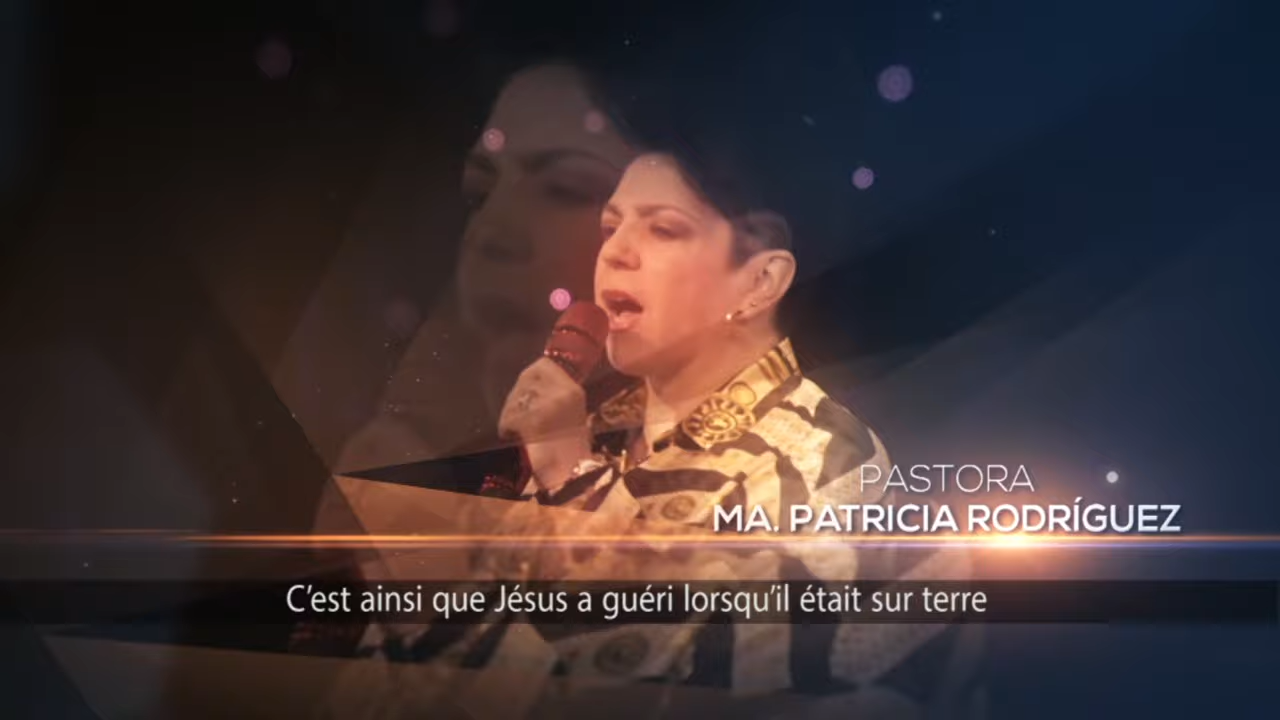 PASTORA
MA. PATRICIA RODRÍGUEZ
C'est ainsi que Jésus a guéri lorsqu'il était sur terre